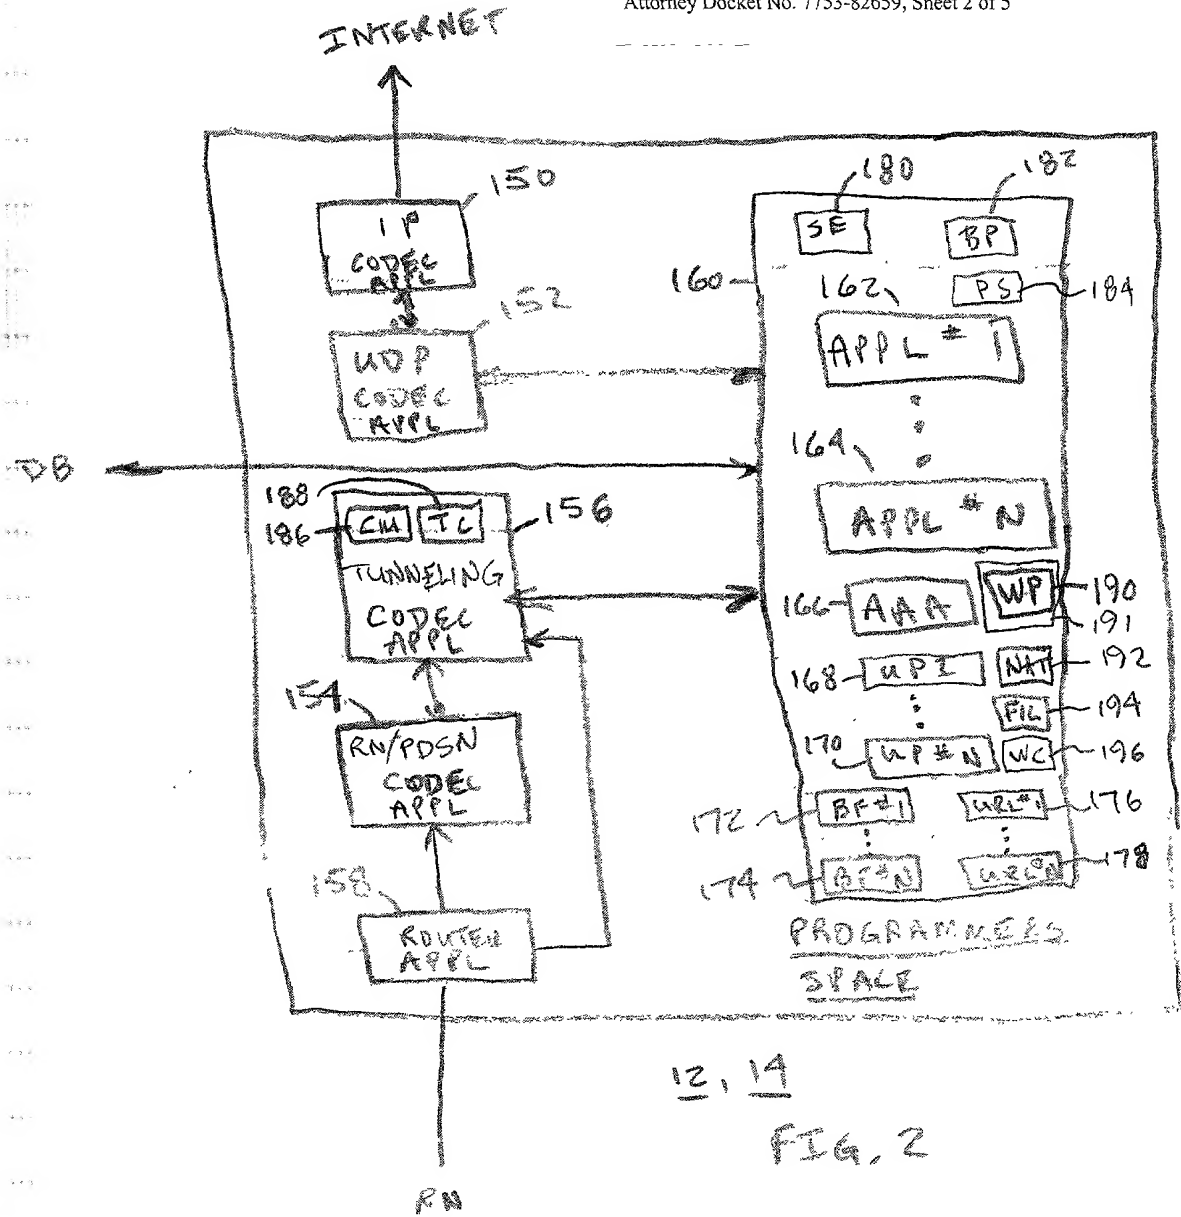 Attorney Docket No. 7753-82659, Sheet 2 of 5
INTERNET
150
IP
CODEC
APPL
152
UDP
CODEC
APPL
DB
188
186
CM
TC
156
TUNNELING
CODEC
APPL
154
RN/PDSN
CODEC
APPL
158
ROUTER
APPL
RN
160
180
SE
182
BP
162
PS
184
APPL # 1
164
APPL # N
166
AAA
WP
190
191
168
UP1
NAT
192
FIL
194
170
UP # N
WC
196
172
BF#1
URL#1
176
174
BF#N
URL#N
178
PROGRAMMERS
SPACE
12, 14
FIG. 2